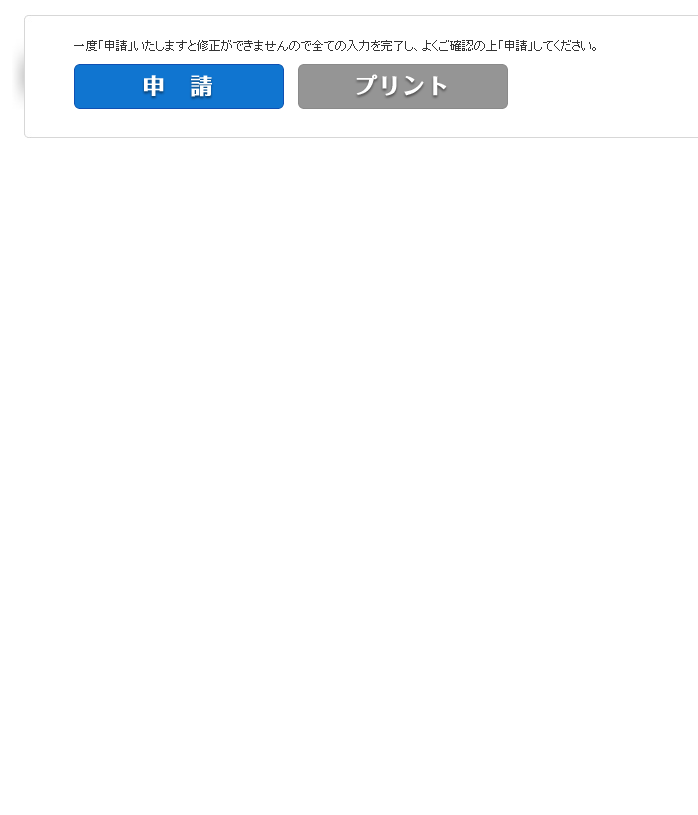 一度「申請」いたしますと修正ができませんので全ての入力を完了し、よくご確認の上「申請」してください。
申　請
プリント